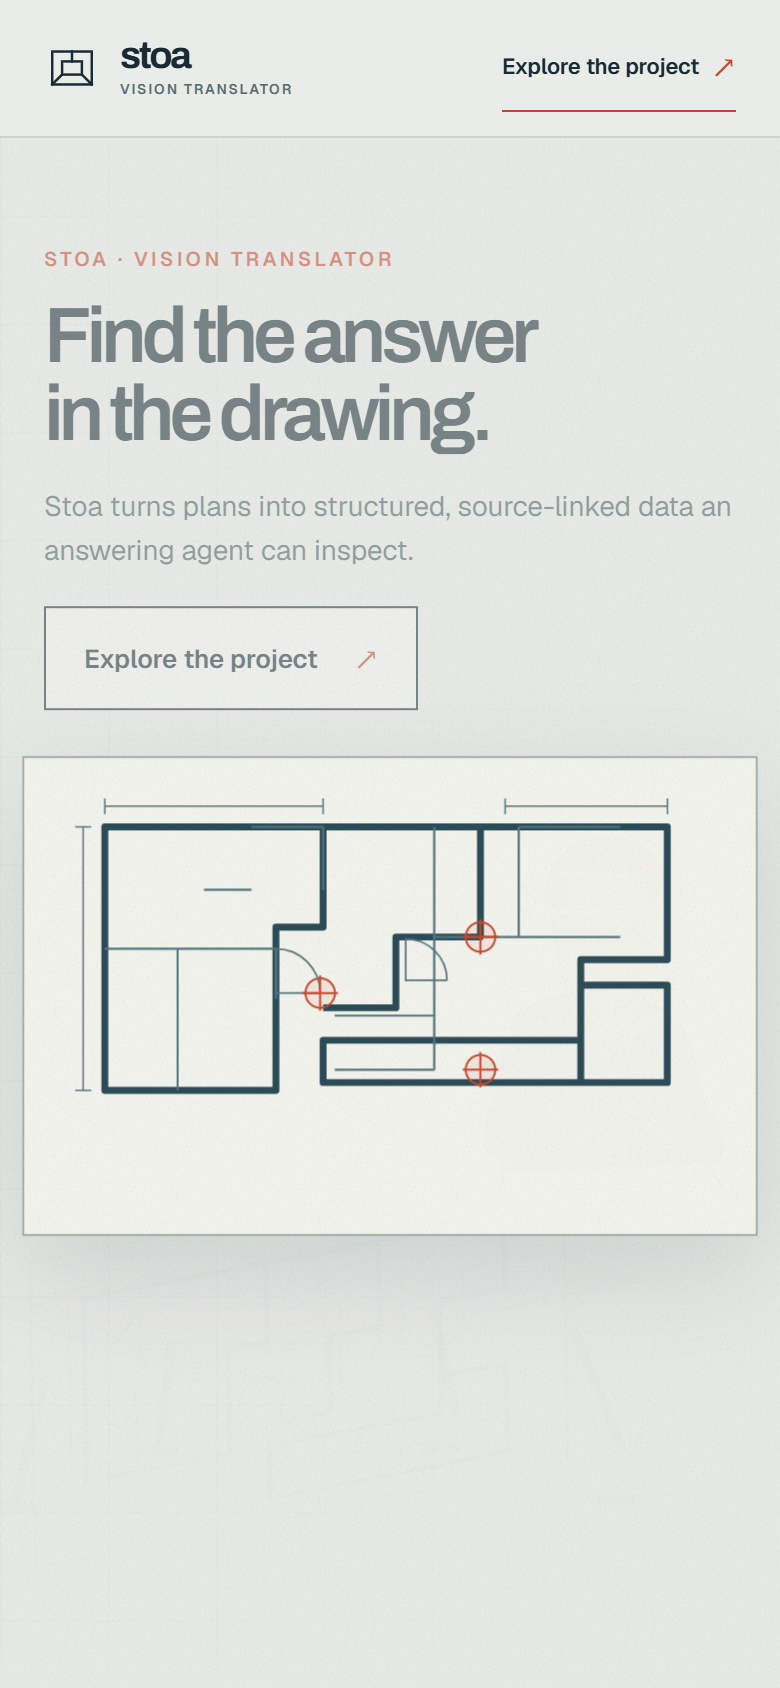 stoa
VISION TRANSLATOR
Explore the project ↗
STOA · VISION TRANSLATOR
Find the answer
in the drawing.
Stoa turns plans into structured, source-linked data an
answering agent can inspect.
Explore the project ↗